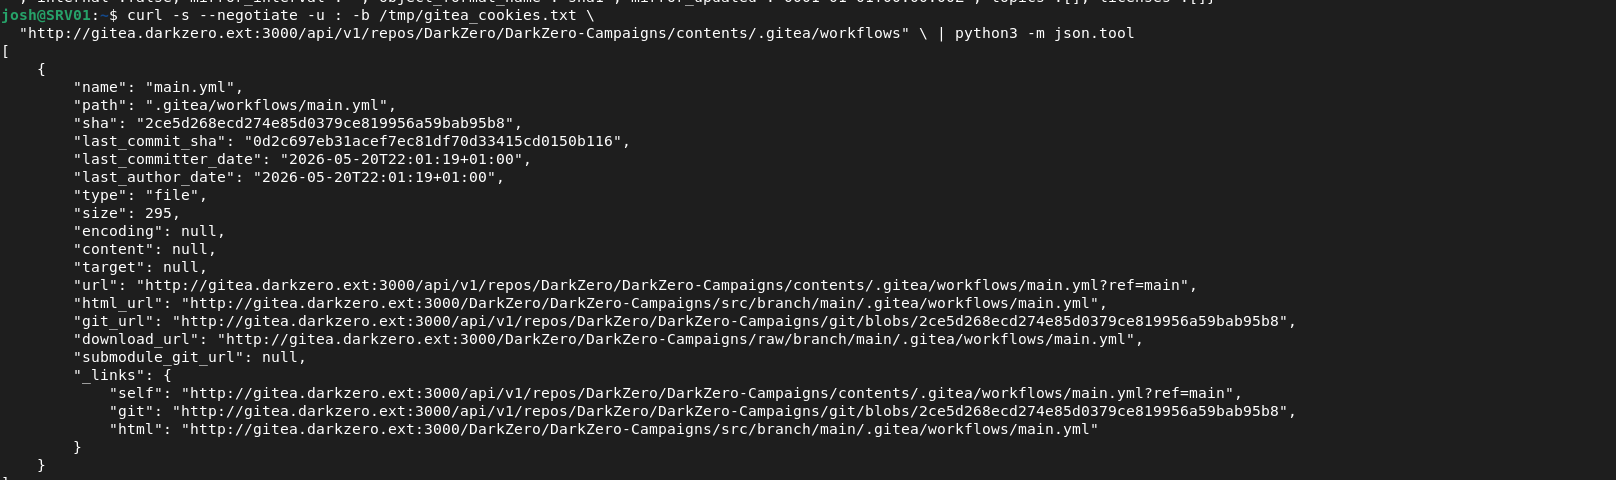 josh@SRV01:~$ curl -s --negotiate -u : -b /tmp/gitea_cookies.txt \
  "http://gitea.darkzero.ext:3000/api/v1/repos/DarkZero/DarkZero-Campaigns/contents/.gitea/workflows" \ | python3 -m json.tool
[
    {
        "name": "main.yml",
        "path": ".gitea/workflows/main.yml",
        "sha": "2ce5d268ecd274e85d0379ce819956a59bab95b8",
        "last_commit_sha": "0d2c697eb31acef7ec81df70d33415cd0150b116",
        "last_committer_date": "2026-05-20T22:01:19+01:00",
        "last_author_date": "2026-05-20T22:01:19+01:00",
        "type": "file",
        "size": 295,
        "encoding": null,
        "content": null,
        "target": null,
        "url": "http://gitea.darkzero.ext:3000/api/v1/repos/DarkZero/DarkZero-Campaigns/contents/.gitea/workflows/main.yml?ref=main",
        "html_url": "http://gitea.darkzero.ext:3000/DarkZero/DarkZero-Campaigns/src/branch/main/.gitea/workflows/main.yml",
        "git_url": "http://gitea.darkzero.ext:3000/api/v1/repos/DarkZero/DarkZero-Campaigns/git/blobs/2ce5d268ecd274e85d0379ce819956a59bab95b8",
        "download_url": "http://gitea.darkzero.ext:3000/DarkZero/DarkZero-Campaigns/raw/branch/main/.gitea/workflows/main.yml",
        "submodule_git_url": null,
        "_links": {
            "self": "http://gitea.darkzero.ext:3000/api/v1/repos/DarkZero/DarkZero-Campaigns/contents/.gitea/workflows/main.yml?ref=main",
            "git": "http://gitea.darkzero.ext:3000/api/v1/repos/DarkZero/DarkZero-Campaigns/git/blobs/2ce5d268ecd274e85d0379ce819956a59bab95b8",
            "html": "http://gitea.darkzero.ext:3000/DarkZero/DarkZero-Campaigns/src/branch/main/.gitea/workflows/main.yml"
        }
    }